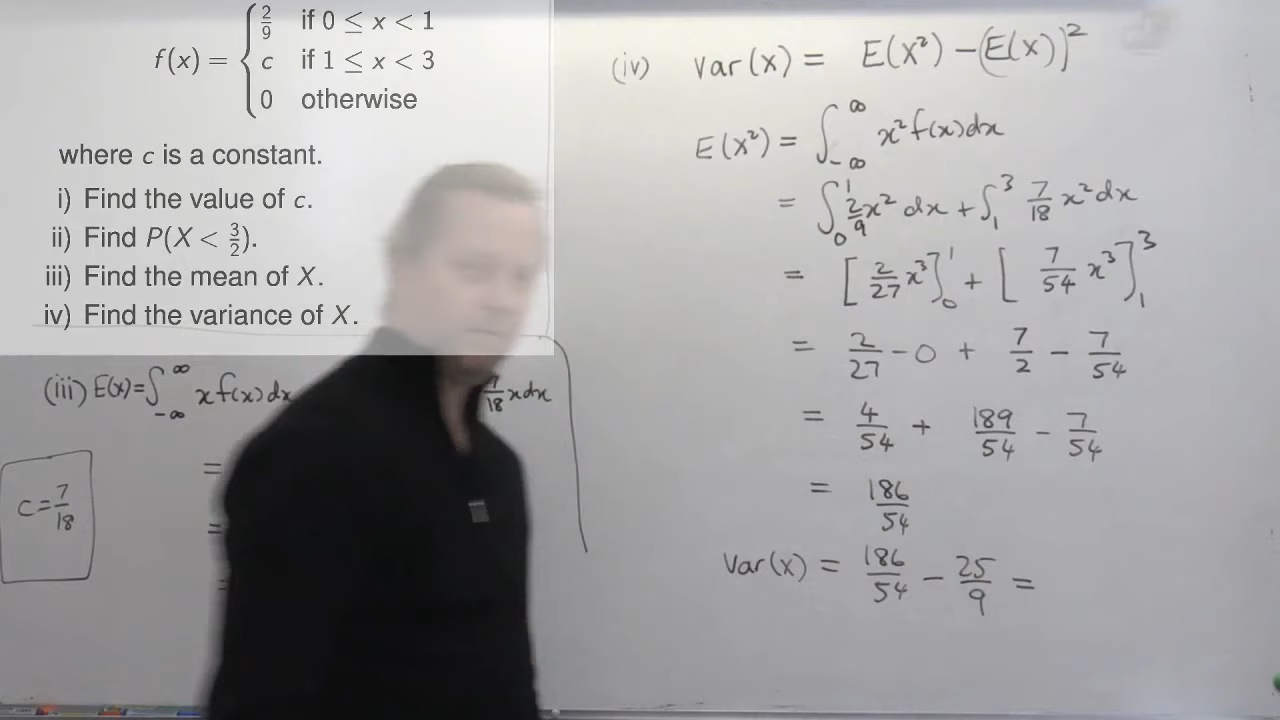 f(x) = { 2/9 if 0 ≤ x < 1
c if 1 ≤ x < 3
0 otherwise
where c is a constant.
i) Find the value of c.
ii) Find P(X < 3/2).
iii) Find the mean of X.
iv) Find the variance of X.
(iii) E(x) = ∫_{-∞}^{∞} x f(x) dx
7/18 x dx
=
=
=
c = 7/18
(iv) Var(x) = E(x²) - (E(x))²
E(x²) = ∫_{-∞}^{∞} x² f(x) dx
= ∫_0^1 2/9 x² dx + ∫_1^3 7/18 x² dx
= [2/27 x³]_0^1 + [7/54 x³]_1^3
= 2/27 - 0 + 7/2 - 7/54
= 4/54 + 189/54 - 7/54
= 186/54
Var(x) = 186/54 - 25/9 =